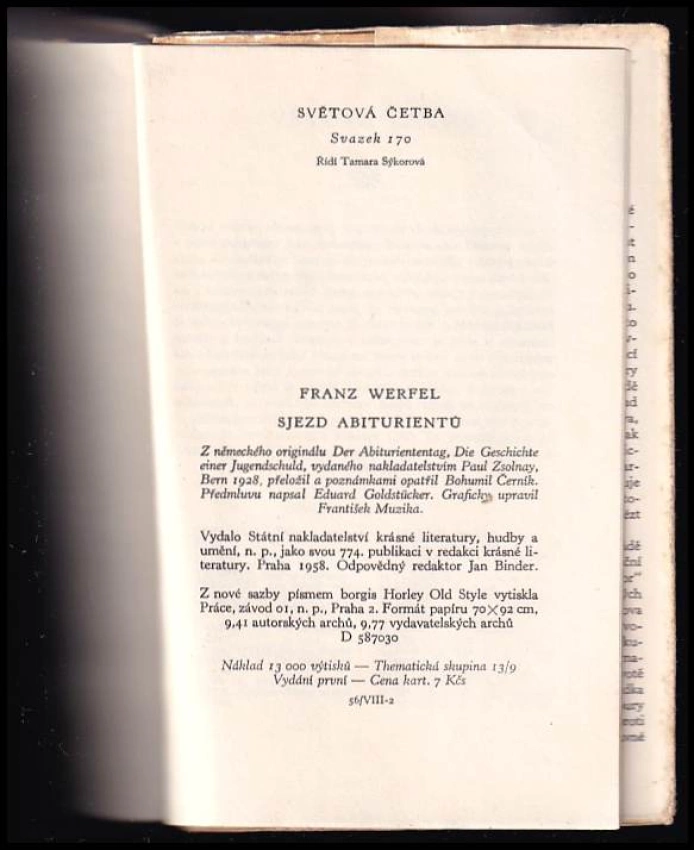 SVĚTOVÁ ČETBA
Svazek 170
Řídí Tamara Sýkorová
FRANZ WERFEL
SJEZD ABITURIENTŮ
Z německého originálu Der Abituriententag, Die Geschichte
einer Jugendschuld, vydaného nakladatelstvím Paul Zsolnay,
Bern 1928, přeložil a poznámkami opatřil Bohumil Černík.
Předmluvu napsal Eduard Goldstücker. Graficky upravil
František Muzika.
Vydalo Státní nakladatelství krásné literatury, hudby a
umění, n. p., jako svou 774. publikaci v redakci krásné li-
teratury. Praha 1958. Odpovědný redaktor Jan Binder.
Z nové sazby písmem borgis Horley Old Style vytiskla
Práce, závod 01, n. p., Praha 2. Formát papíru 70×92 cm,
9,41 autorských archů, 9,77 vydavatelských archů
D 587030
Náklad 13 000 výtisků — Thematická skupina 13/9
Vydání první — Cena kart. 7 Kčs
56/VIII-2